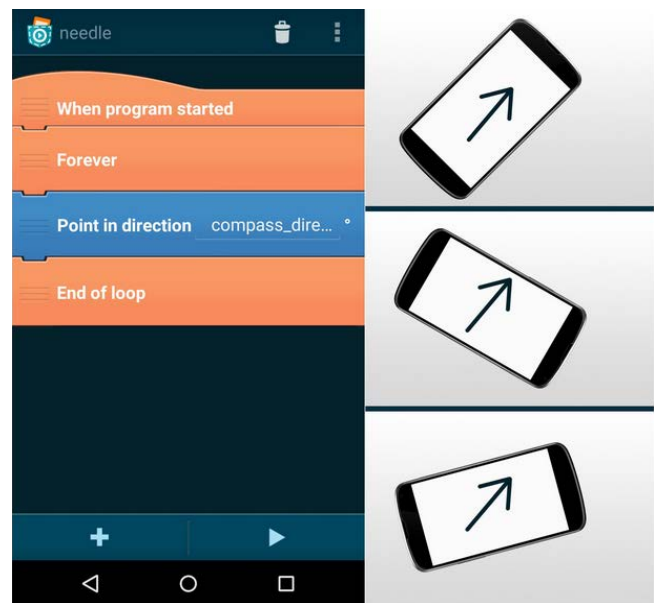 needle
When program started
Forever
Point in direction compass_dire... °
End of loop